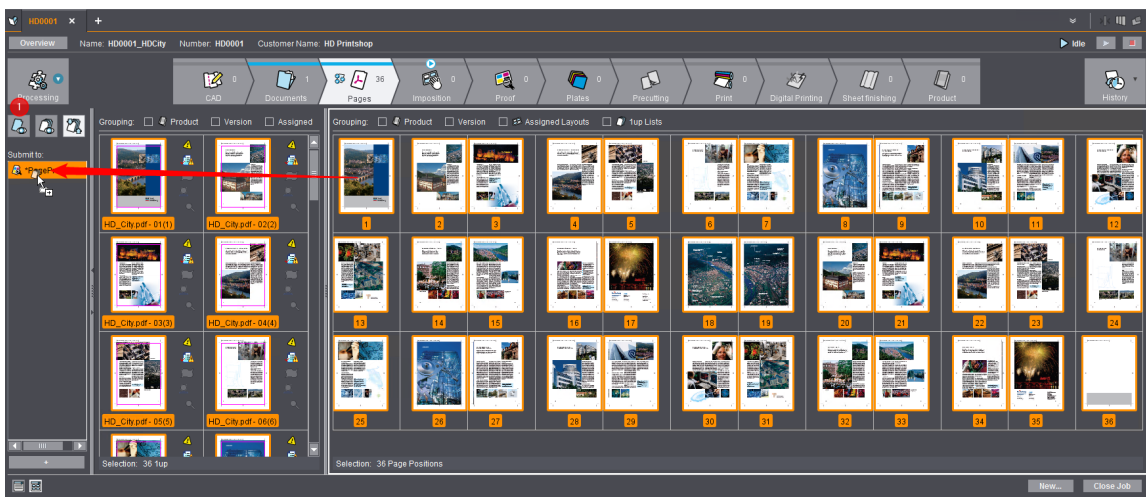 HD0001 × +
Overview Name: HD0001_HDCity Number: HD0001 Customer Name: HD Printshop Idle
Processing
CAD 0
Documents 1
Pages 36
Imposition 0
Proof 0
Plates 0
Precutting
Print 0
Digital Printing
Sheet finishing 0
Product 0
History
1
Grouping: Product Version Assigned
Grouping: Product Version Assigned Layouts 1up Lists
Submit to:
HD_City.pdf - 01(1) HD_City.pdf - 02(2)
1 2 3 4 5 6 7 8 9 10 11 12
HD_City.pdf - 03(3) HD_City.pdf - 04(4)
13 14 15 16 17 18 19 20 21 22 23 24
HD_City.pdf - 05(5) HD_City.pdf - 06(6)
25 26 27 28 29 30 31 32 33 34 35 36
+
Selection: 36 1up
Selection: 36 Page Positions
New... Close Job